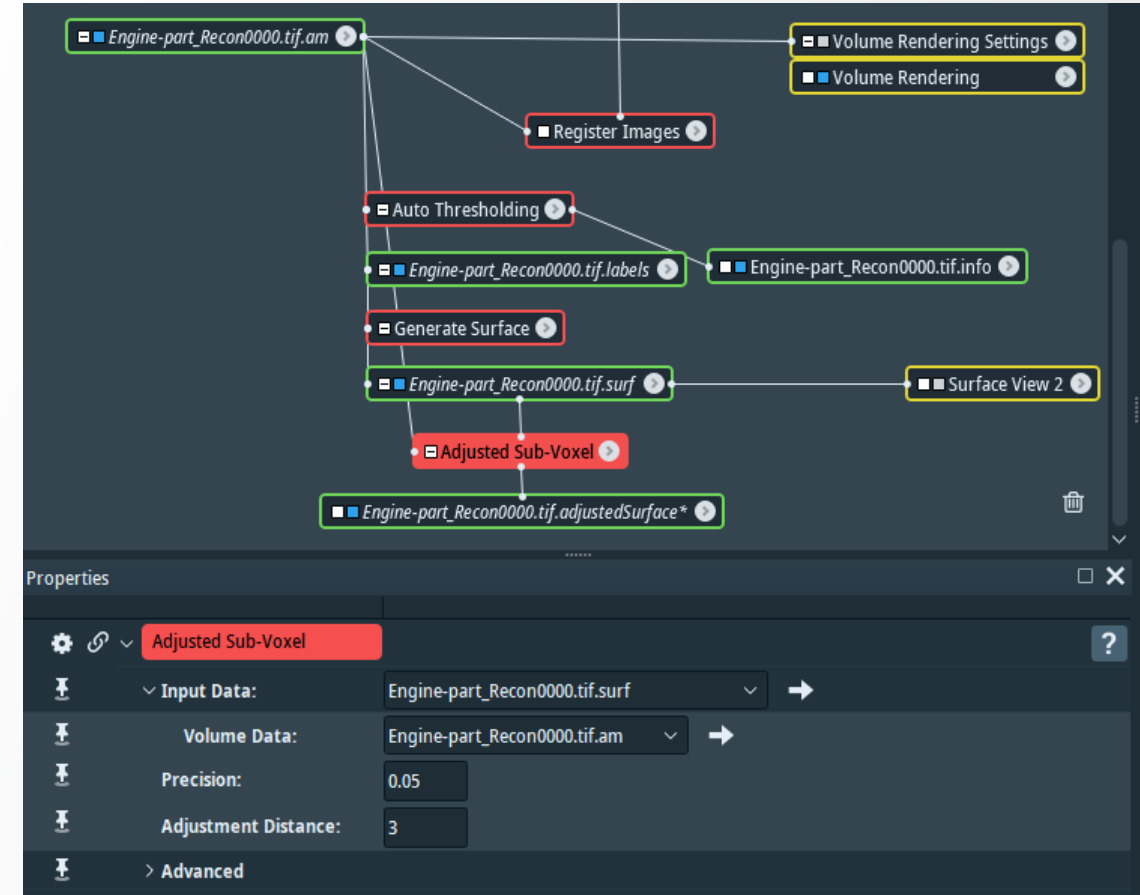 Engine-part_Recon0000.tif.am
Volume Rendering Settings
Volume Rendering
Register Images
Auto Thresholding
Engine-part_Recon0000.tif.labels
Engine-part_Recon0000.tif.info
Generate Surface
Engine-part_Recon0000.tif.surf
Surface View 2
Adjusted Sub-Voxel
Engine-part_Recon0000.tif.adjustedSurface*
Properties
Adjusted Sub-Voxel
?
Input Data: Engine-part_Recon0000.tif.surf
Volume Data: Engine-part_Recon0000.tif.am
Precision: 0.05
Adjustment Distance: 3
Advanced